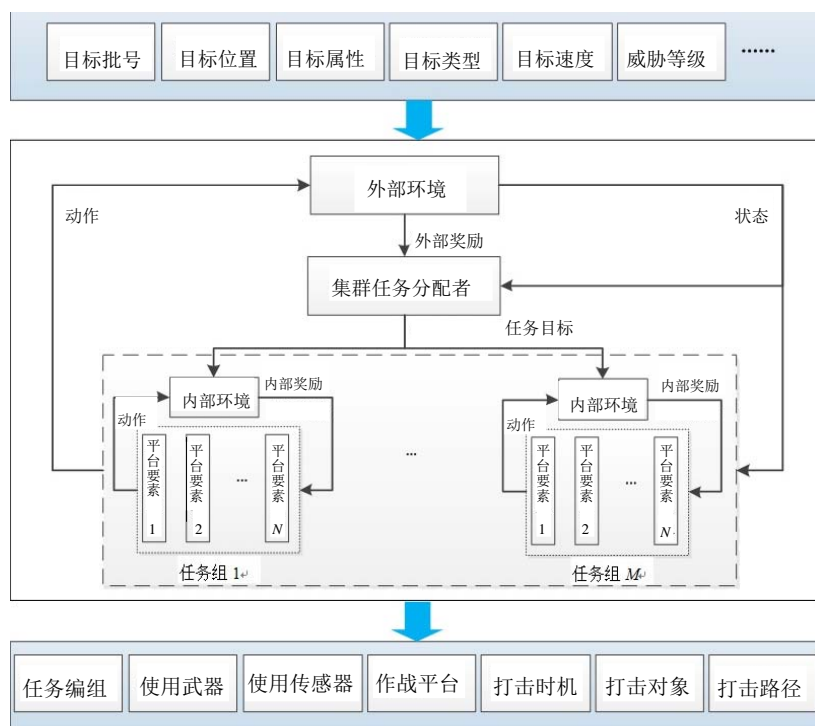 目标批号 目标位置 目标属性 目标类型 目标速度 威胁等级 ……
外部环境
动作 状态
外部奖励
集群任务分配者
任务目标
内部环境 内部奖励 内部环境 内部奖励
动作 动作
平台要素 1 平台要素 2 … 平台要素 N … 平台要素 1 平台要素 2 … 平台要素 N
任务组 1 任务组 M
任务编组 使用武器 使用传感器 作战平台 打击时机 打击对象 打击路径